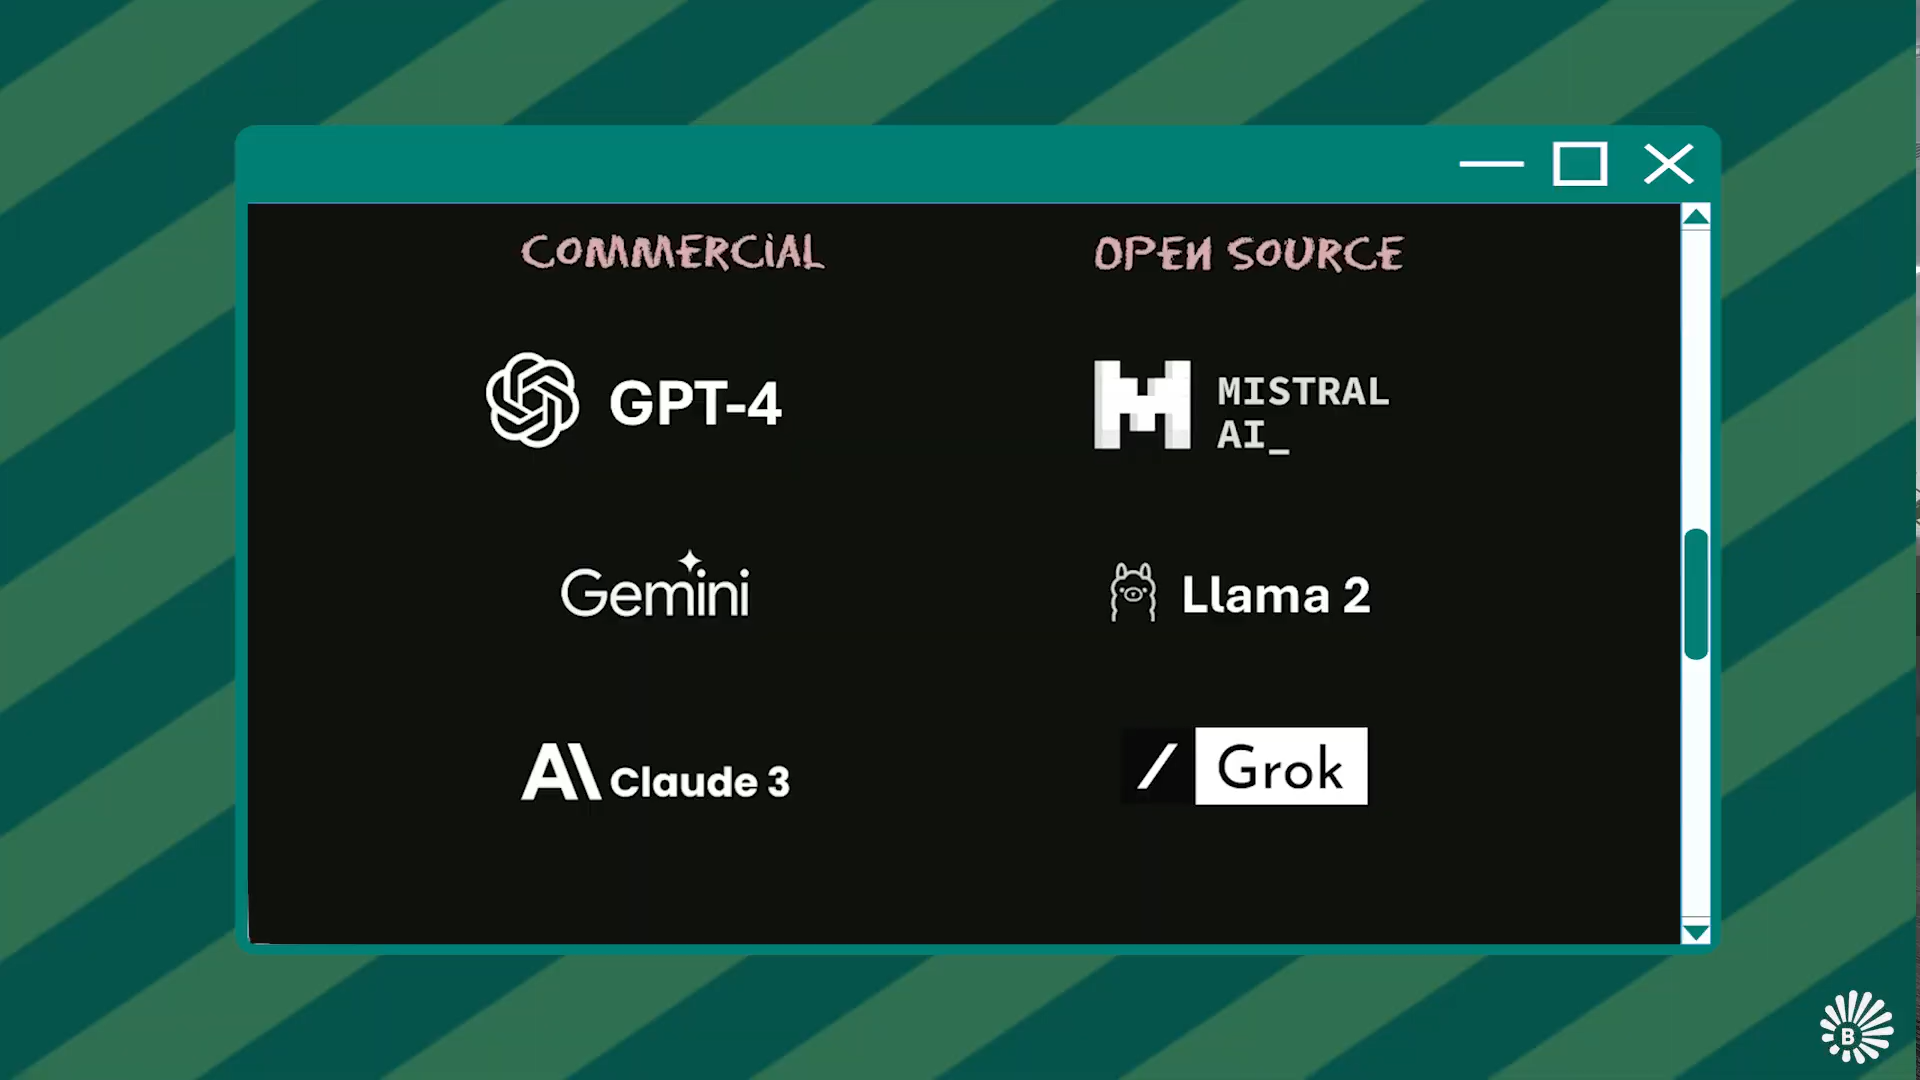 COMMERCIAL
OPEN SOURCE
GPT-4
MISTRAL
AI_
Gemini
Llama 2
A\ Claude 3
/ Grok
B